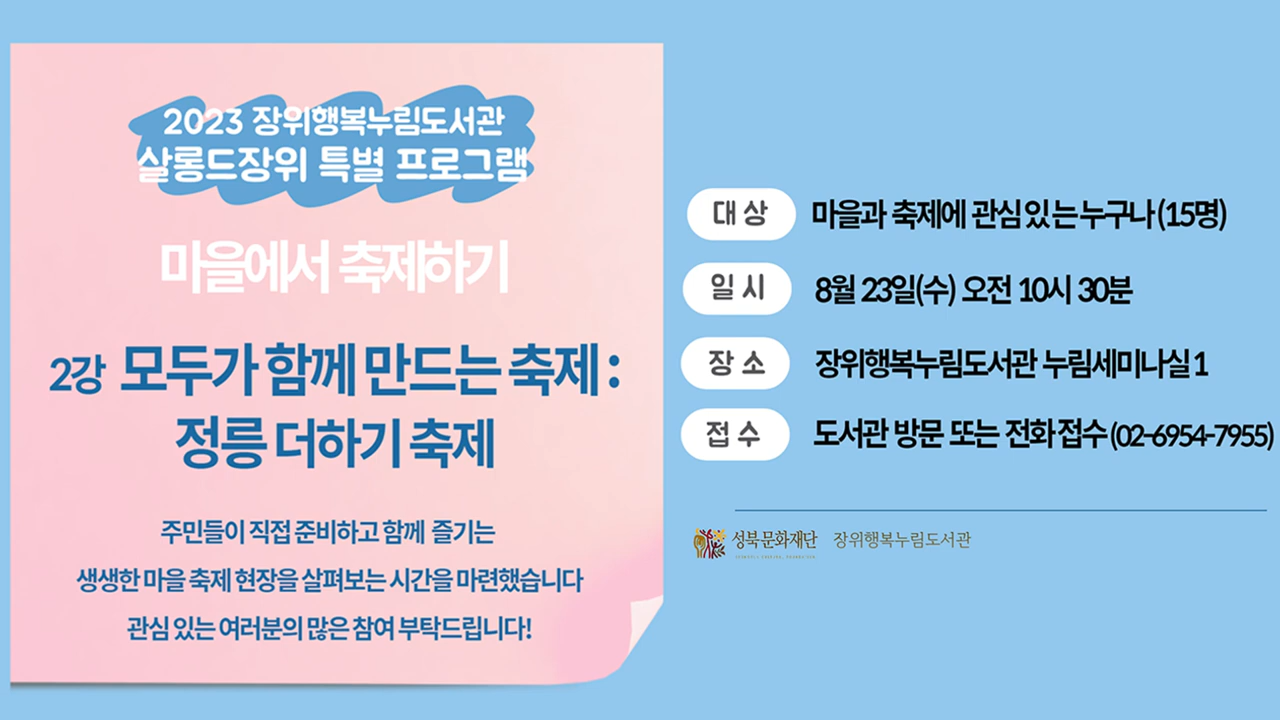 2023 장위행복누림도서관
살롱드장위 특별 프로그램
마을에서 축제하기
2강 모두가 함께 만드는 축제 :
정릉 더하기 축제
주민들이 직접 준비하고 함께 즐기는
생생한 마을 축제 현장을 살펴보는 시간을 마련했습니다
관심 있는 여러분의 많은 참여 부탁드립니다!
대상 마을과 축제에 관심 있는 누구나 (15명)
일시 8월 23일(수) 오전 10시 30분
장소 장위행복누림도서관 누림세미나실 1
접수 도서관 방문 또는 전화 접수 (02-6954-7955)
성북문화재단 장위행복누림도서관